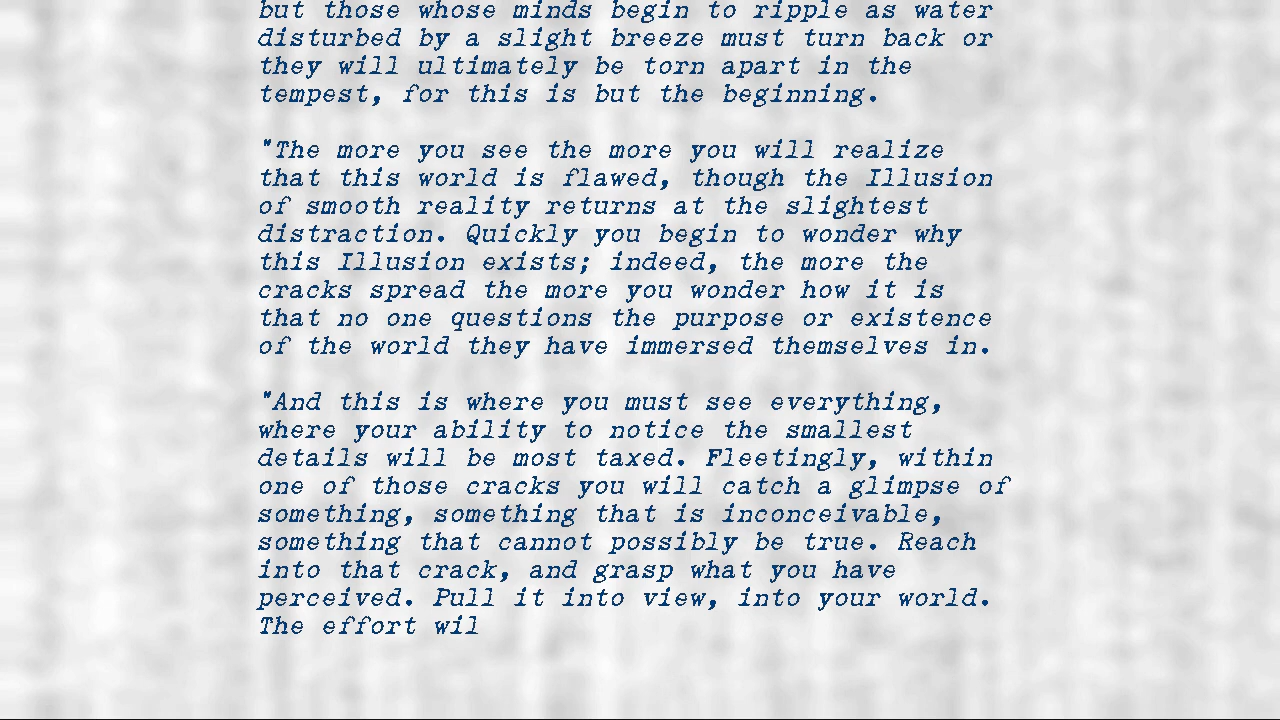 but those whose minds begin to ripple as water
disturbed by a slight breeze must turn back or
they will ultimately be torn apart in the
tempest, for this is but the beginning.
"The more you see the more you will realize
that this world is flawed, though the Illusion
of smooth reality returns at the slightest
distraction. Quickly you begin to wonder why
this Illusion exists; indeed, the more the
cracks spread the more you wonder how it is
that no one questions the purpose or existence
of the world they have immersed themselves in.
"And this is where you must see everything,
where your ability to notice the smallest
details will be most taxed. Fleetingly, within
one of those cracks you will catch a glimpse of
something, something that is inconceivable,
something that cannot possibly be true. Reach
into that crack, and grasp what you have
perceived. Pull it into view, into your world.
The effort wil